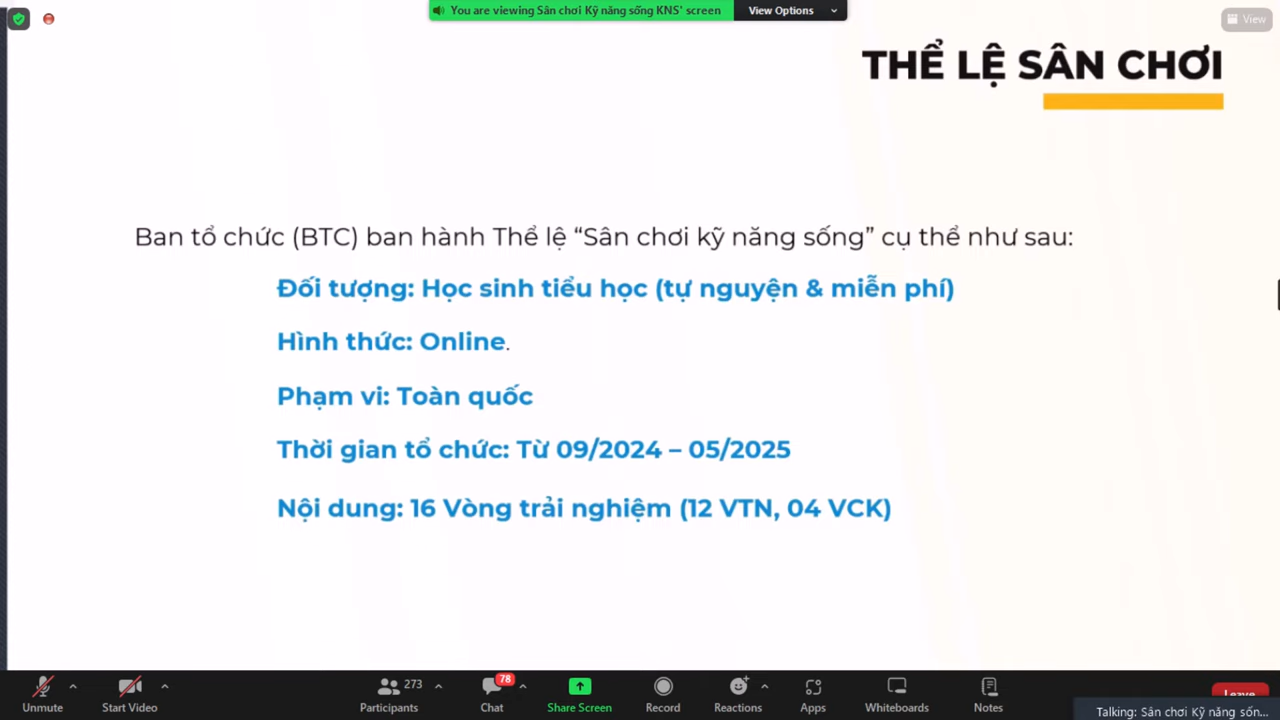 You are viewing Sân chơi Kỹ năng sống KNS' screen
View Options
View
THỂ LỆ SÂN CHƠI
Ban tổ chức (BTC) ban hành Thể lệ “Sân chơi kỹ năng sống” cụ thể như sau:
Đối tượng: Học sinh tiểu học (tự nguyện & miễn phí)
Hình thức: Online.
Phạm vi: Toàn quốc
Thời gian tổ chức: Từ 09/2024 – 05/2025
Nội dung: 16 Vòng trải nghiệm (12 VTN, 04 VCK)
273
78
Unmute
Start Video
Participants
Chat
Share Screen
Record
Reactions
Apps
Whiteboards
Notes
Leave
Talking: Sân chơi Kỹ năng sốn...